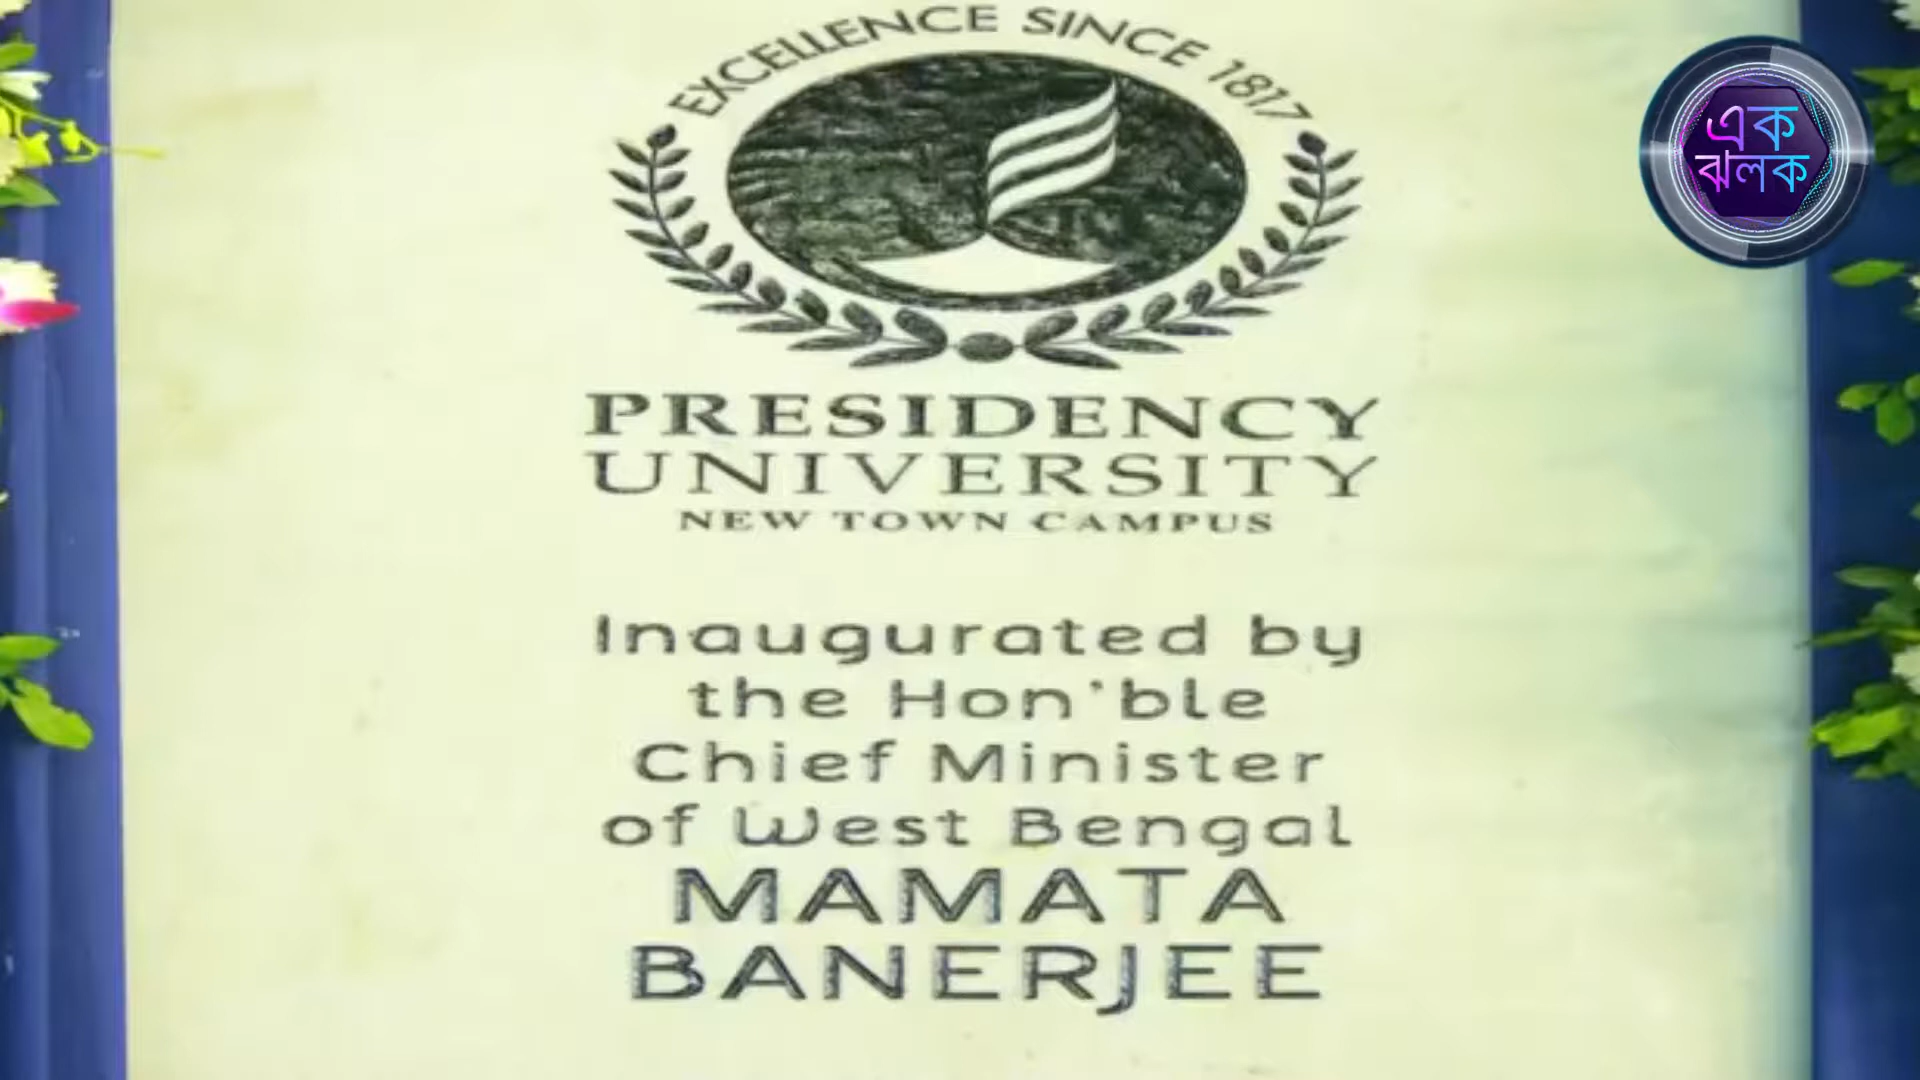 EXCELLENCE SINCE 1817
এক
ঝলক
PRESIDENCY
UNIVERSITY
NEW TOWN CAMPUS
Inaugurated by
the Hon'ble
Chief Minister
of West Bengal
MAMATA
BANERJEE